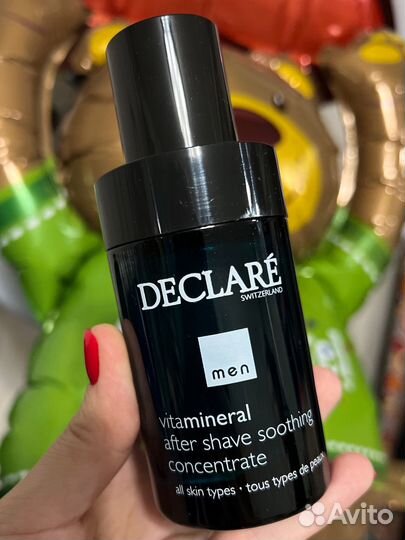 DECLARÉ
SWITZERLAND
men
vitamineral
after shave soothing
concentrate
all skin types · tous types de peau
Avito